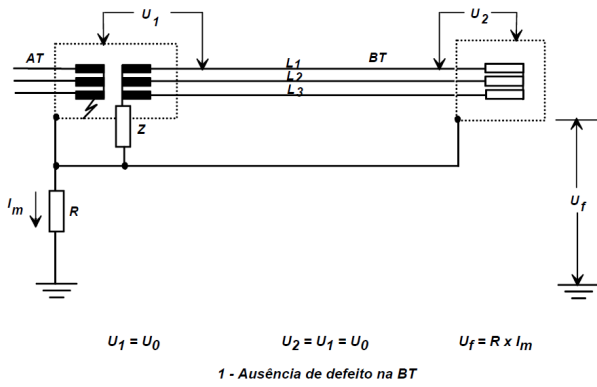 U1
U2
AT
L1
BT
L2
L3
Z
Im
R
Uf
U1 = U0
U2 = U1 = U0
Uf = R x Im
1 - Ausência de defeito na BT